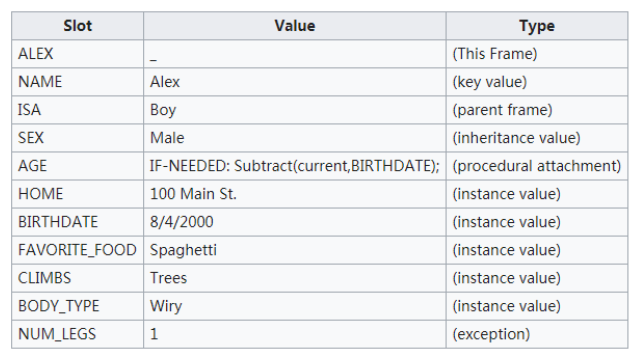 Slot Value Type
ALEX _ (This Frame)
NAME Alex (key value)
ISA Boy (parent frame)
SEX Male (inheritance value)
AGE IF-NEEDED: Subtract(current,BIRTHDATE); (procedural attachment)
HOME 100 Main St. (instance value)
BIRTHDATE 8/4/2000 (instance value)
FAVORITE_FOOD Spaghetti (instance value)
CLIMBS Trees (instance value)
BODY_TYPE Wiry (instance value)
NUM_LEGS 1 (exception)